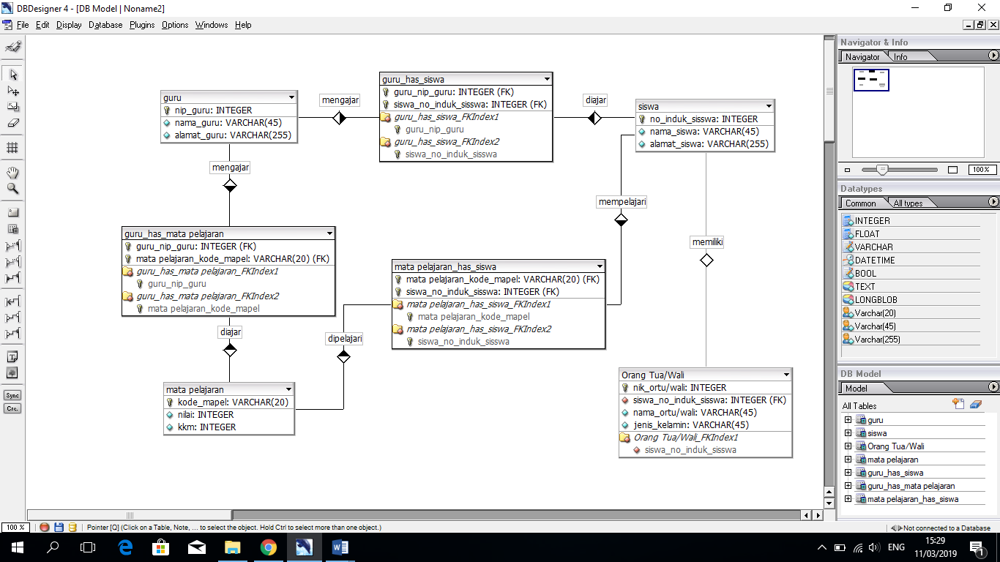 DBDesigner 4 - [DB Model | Noname2]
File Edit Display Database Plugins Options Windows Help
guru
nip_guru: INTEGER
nama_guru: VARCHAR(45)
alamat_guru: VARCHAR(255)
mengajar
guru_has_siswa
guru_nip_guru: INTEGER (FK)
siswa_no_induk_sisswa: INTEGER (FK)
guru_has_siswa_FKIndex1
guru_nip_guru
guru_has_siswa_FKIndex2
siswa_no_induk_sisswa
diajar
siswa
no_induk_sisswa: INTEGER
nama_siswa: VARCHAR(45)
alamat_siswa: VARCHAR(255)
mengajar
mempelajari
memiliki
guru_has_mata pelajaran
guru_nip_guru: INTEGER (FK)
mata pelajaran_kode_mapel: VARCHAR(20) (FK)
guru_has_mata pelajaran_FKIndex1
guru_nip_guru
guru_has_mata pelajaran_FKIndex2
mata pelajaran_kode_mapel
mata pelajaran_has_siswa
mata pelajaran_kode_mapel: VARCHAR(20) (FK)
siswa_no_induk_sisswa: INTEGER (FK)
mata pelajaran_has_siswa_FKIndex1
mata pelajaran_kode_mapel
mata pelajaran_has_siswa_FKIndex2
siswa_no_induk_sisswa
diajar
dipelajari
mata pelajaran
kode_mapel: VARCHAR(20)
nilai: INTEGER
kkm: INTEGER
Orang Tua/Wali
nik_ortu/wali: INTEGER
siswa_no_induk_sisswa: INTEGER (FK)
nama_ortu/wali: VARCHAR(45)
jenis_kelamin: VARCHAR(45)
Orang Tua/Wali_FKIndex1
siswa_no_induk_sisswa
Sync
Cre.
Navigator & Info
Navigator Info
100%
Datatypes
Common All types
INTEGER
FLOAT
VARCHAR
DATETIME
BOOL
TEXT
LONGBLOB
Varchar(20)
Varchar(45)
Varchar(255)
DB Model
Model
All Tables
guru
siswa
Orang Tua/Wali
mata pelajaran
guru_has_siswa
guru_has_mata pelajaran
mata pelajaran_has_siswa
100 % Pointer [Q] (Click on a Table, Note, ... to select the object. Hold Ctrl to select more than one object.) Not connected to a Database
ENG
15:29
11/03/2019
1